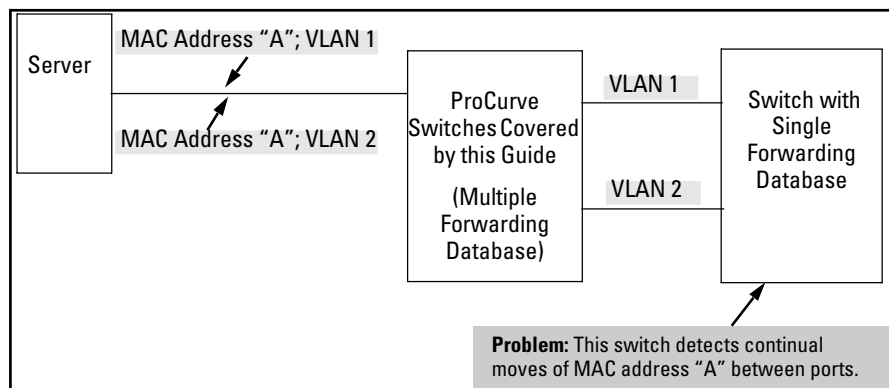 MAC Address “A”; VLAN 1
Server
MAC Address “A”; VLAN 2
ProCurve
Switches Covered
by this Guide
(Multiple
Forwarding
Database)
VLAN 1
VLAN 2
Switch with
Single
Forwarding
Database
Problem: This switch detects continual
moves of MAC address “A” between ports.